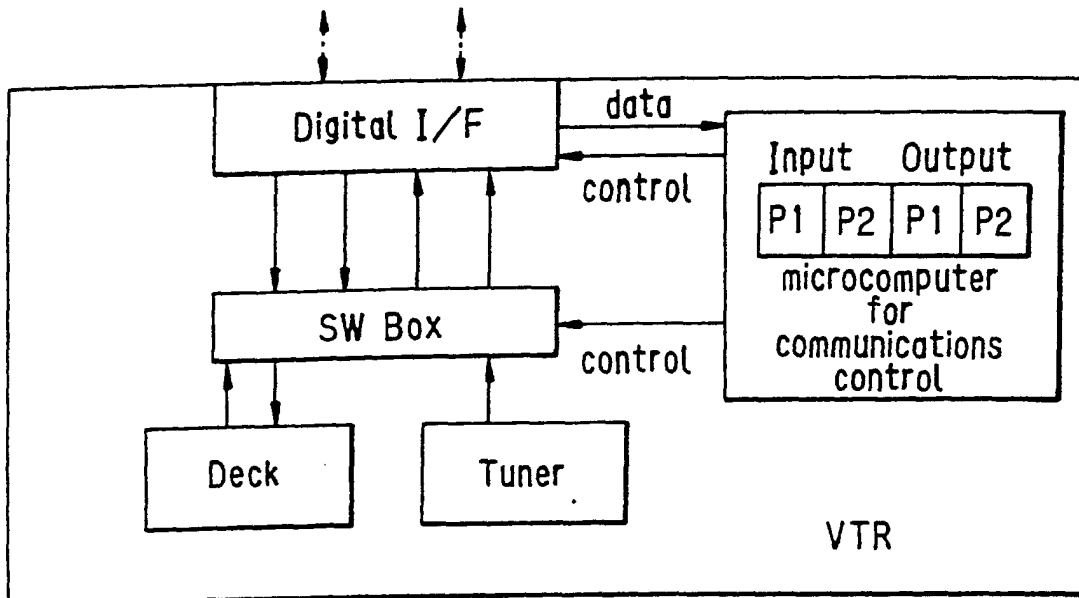 Digital I/F
data
control
Input Output
P1 P2 P1 P2
microcomputer
for
communications
control
SW Box
control
Deck
Tuner
VTR